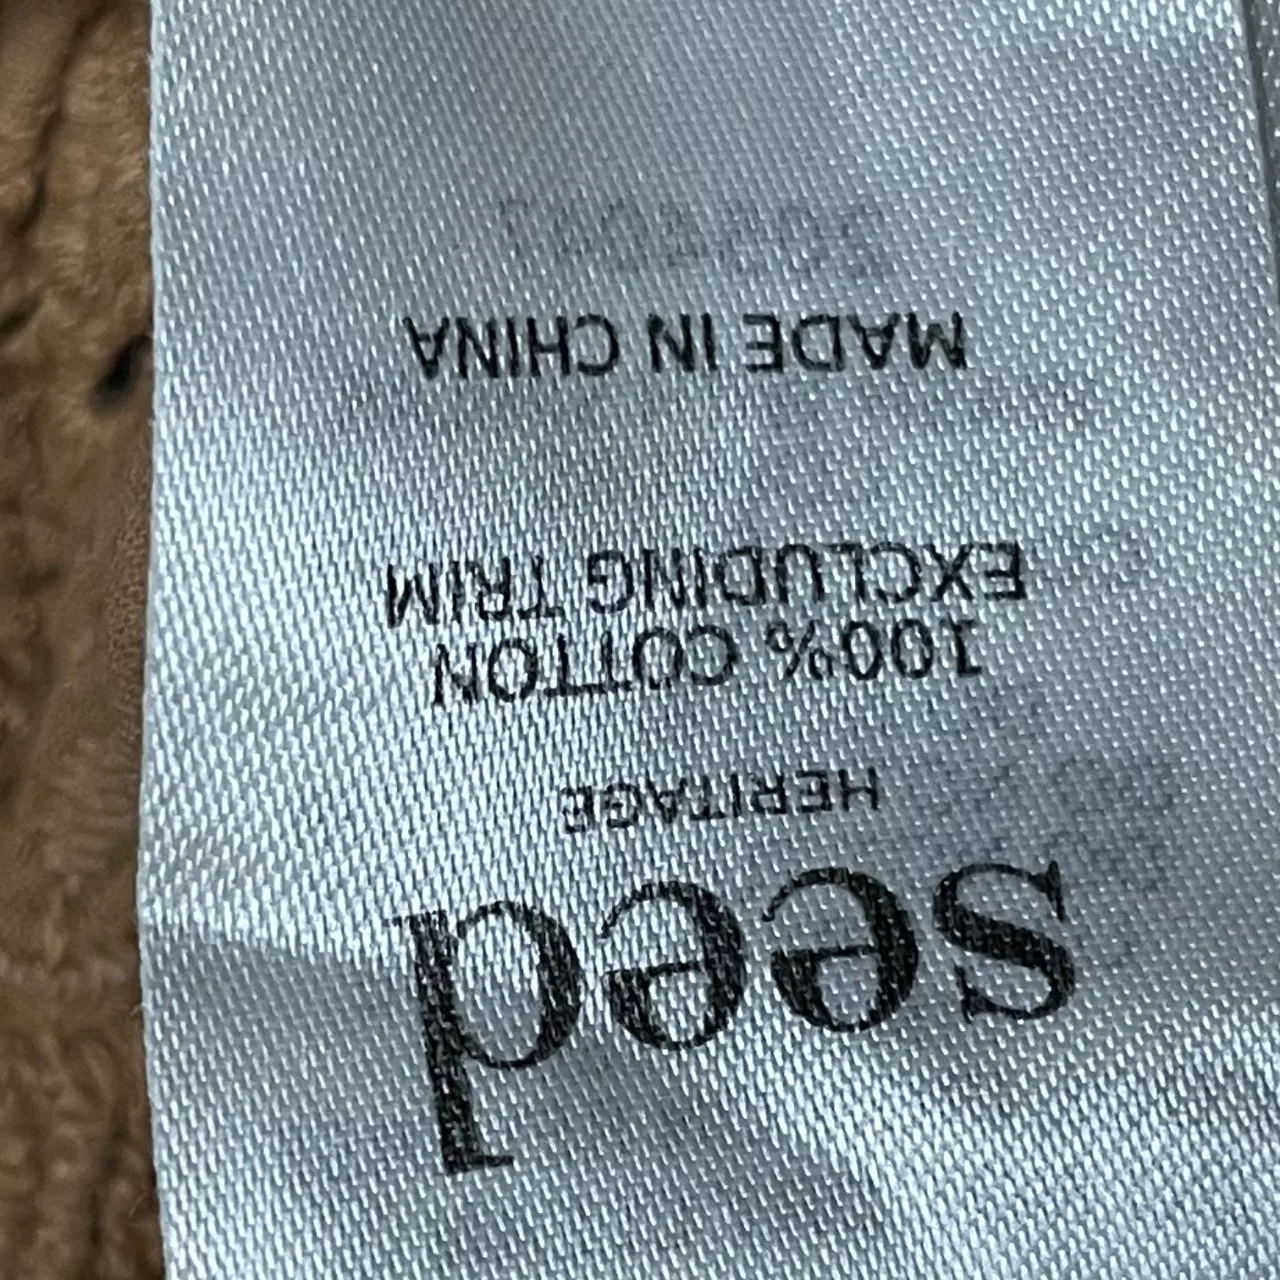 seed
HERITAGE
100% COTTON
EXCLUDING TRIM
MADE IN CHINA